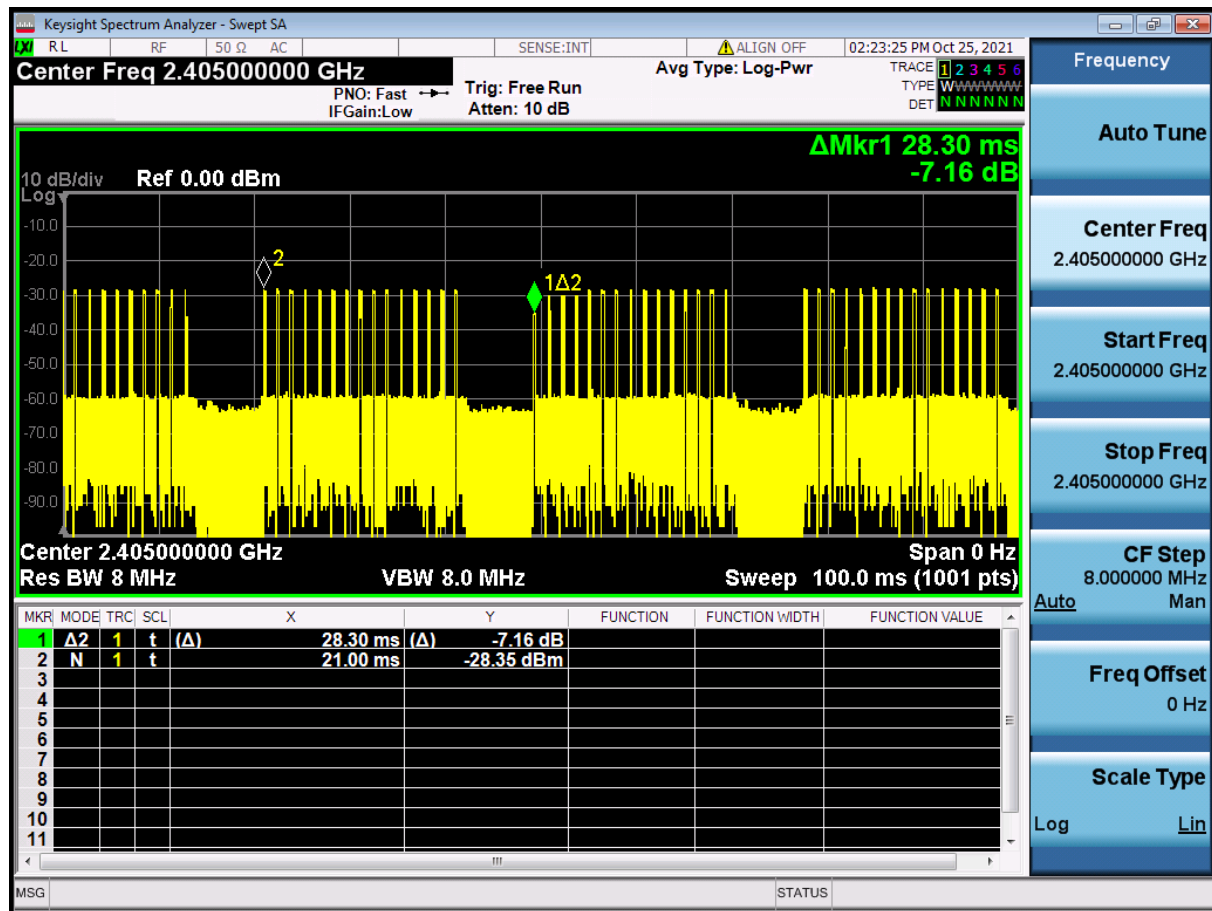 Keysight Spectrum Analyzer - Swept SA
LXI RL RF 50 Ω AC SENSE:INT ALIGN OFF 02:23:25 PM Oct 25, 2021
Center Freq 2.405000000 GHz
PNO: Fast
IFGain:Low
Trig: Free Run
Atten: 10 dB
Avg Type: Log-Pwr
TRACE 1 2 3 4 5 6
TYPE WWWWWW
DET N N N N N N
ΔMkr1 28.30 ms
-7.16 dB
10 dB/div Ref 0.00 dBm
Log
-10.0
-20.0
-30.0
-40.0
-50.0
-60.0
-70.0
-80.0
-90.0
2
1Δ2
Center 2.405000000 GHz Span 0 Hz
Res BW 8 MHz VBW 8.0 MHz Sweep 100.0 ms (1001 pts)
MKR MODE TRC SCL X Y FUNCTION FUNCTION WIDTH FUNCTION VALUE
1 Δ2 1 t (Δ) 28.30 ms (Δ) -7.16 dB
2 N 1 t 21.00 ms -28.35 dBm
3
4
5
6
7
8
9
10
11
MSG STATUS
Frequency
Auto Tune
Center Freq
2.405000000 GHz
Start Freq
2.405000000 GHz
Stop Freq
2.405000000 GHz
CF Step
8.000000 MHz
Auto Man
Freq Offset
0 Hz
Scale Type
Log Lin